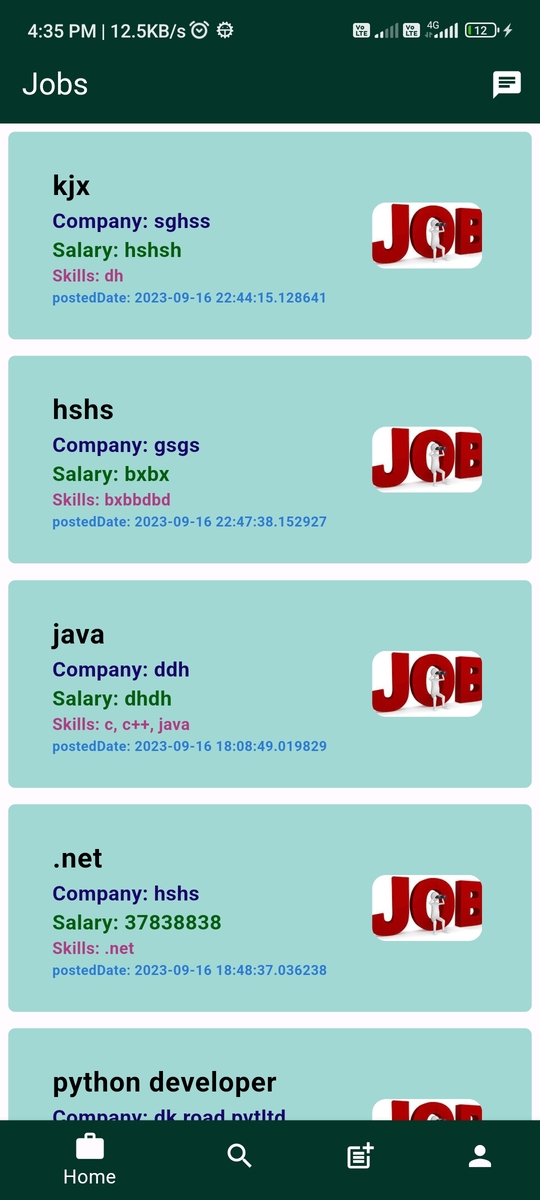 4:35 PM | 12.5KB/s
Vo LTE Vo LTE 4G 12
Jobs
kjx
Company: sghss
Salary: hshsh
Skills: dh
postedDate: 2023-09-16 22:44:15.128641
JOB
hshs
Company: gsgs
Salary: bxbx
Skills: bxbbdbd
postedDate: 2023-09-16 22:47:38.152927
JOB
java
Company: ddh
Salary: dhdh
Skills: c, c++, java
postedDate: 2023-09-16 18:08:49.019829
JOB
.net
Company: hshs
Salary: 37838838
Skills: .net
postedDate: 2023-09-16 18:48:37.036238
JOB
python developer
Company: dk road pvtltd
Home